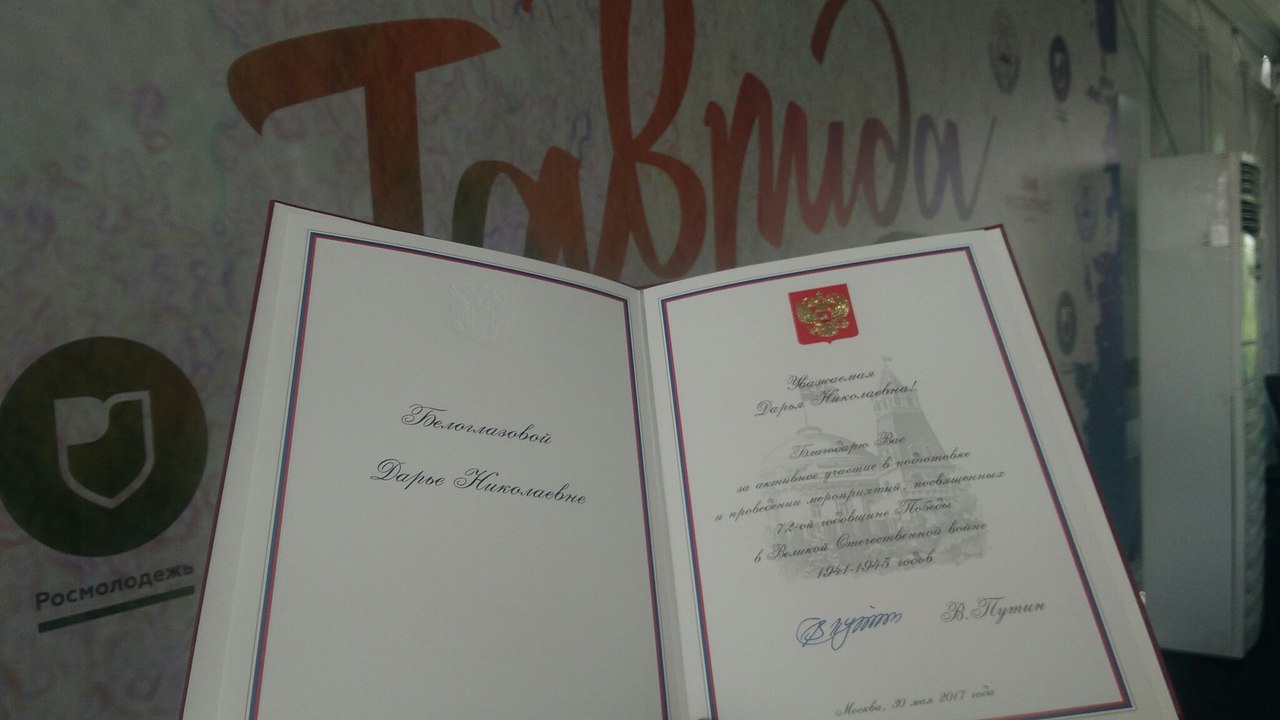 Таврида
Росмолодежь
Белоглазовой
Дарье Николаевне
Уважаемая
Дарья Николаевна!
Благодарю Вас
за активное участие в подготовке
и проведении мероприятий, посвященных
72-ой годовщине Победы
в Великой Отечественной войне
1941-1945 годов
В.Путин
Москва, 30 мая 2017 года